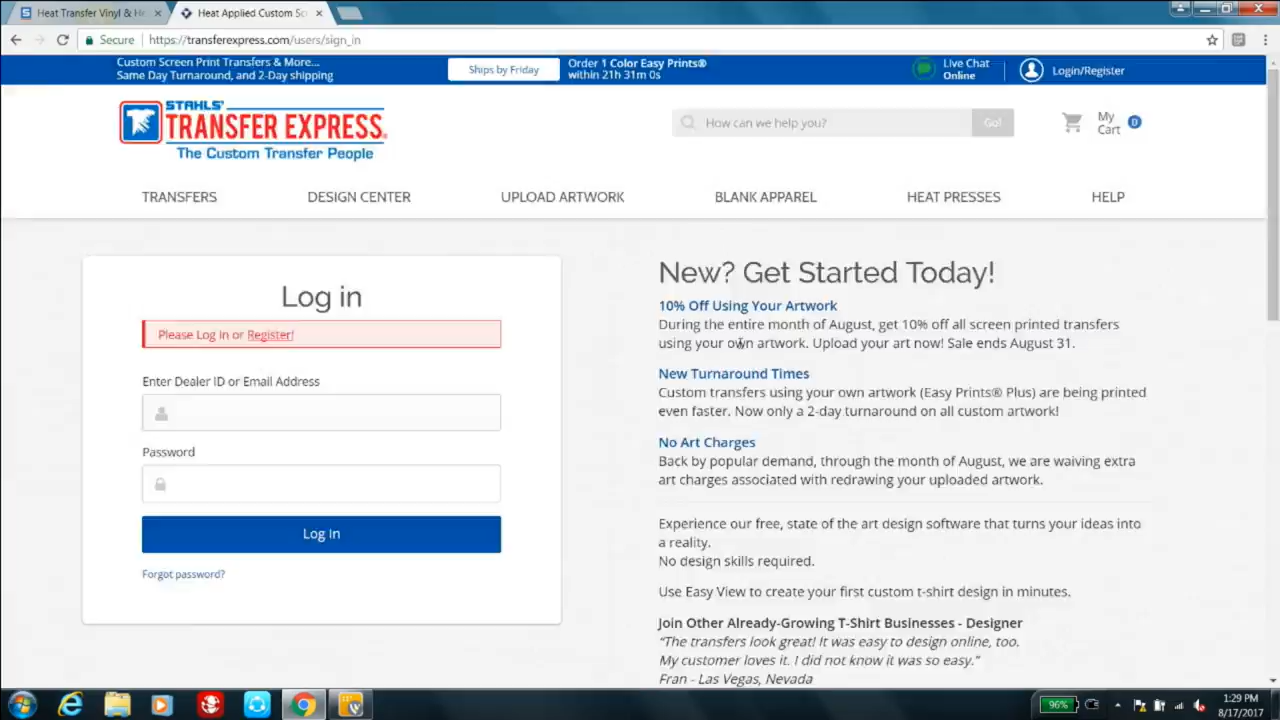 Heat Transfer Vinyl & He
Heat Applied Custom Sc
Secure
https://transferexpress.com/users/sign_in
Custom Screen Print Transfers & More...
Same Day Turnaround, and 2-Day shipping
Ships by Friday
Order 1 Color Easy Prints®
within 21h 31m 0s
Live Chat
Online
Login/Register
STAHLS'
TRANSFER EXPRESS.
The Custom Transfer People
How can we help you?
Go!
My
Cart
0
TRANSFERS
DESIGN CENTER
UPLOAD ARTWORK
BLANK APPAREL
HEAT PRESSES
HELP
Log in
Please Log in or Register!
Enter Dealer ID or Email Address
Password
Log In
Forgot password?
New? Get Started Today!
10% Off Using Your Artwork
During the entire month of August, get 10% off all screen printed transfers
using your own artwork. Upload your art now! Sale ends August 31.
New Turnaround Times
Custom transfers using your own artwork (Easy Prints® Plus) are being printed
even faster. Now only a 2-day turnaround on all custom artwork!
No Art Charges
Back by popular demand, through the month of August, we are waiving extra
art charges associated with redrawing your uploaded artwork.
Experience our free, state of the art design software that turns your ideas into
a reality.
No design skills required.
Use Easy View to create your first custom t-shirt design in minutes.
Join Other Already-Growing T-Shirt Businesses - Designer
“The transfers look great! It was easy to design online, too.
My customer loves it. I did not know it was so easy.”
Fran - Las Vegas, Nevada
96%
1:29 PM
8/17/2017